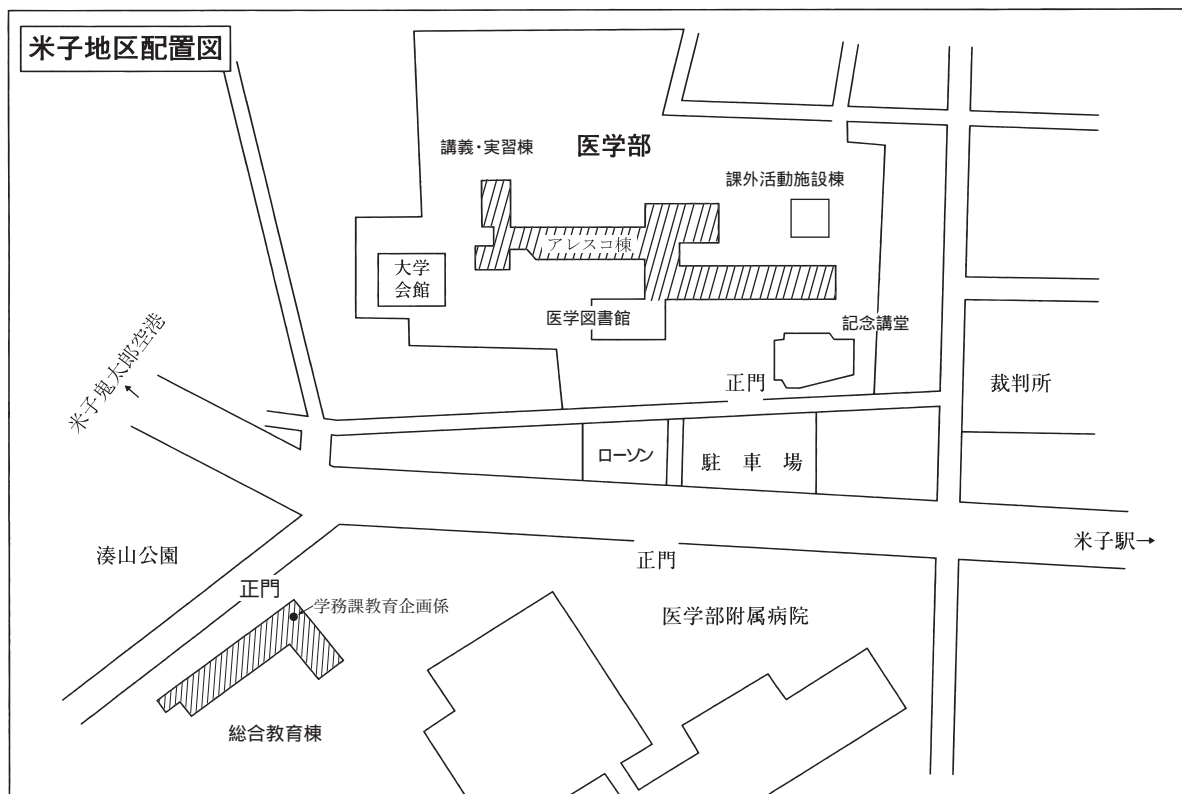 米子地区配置図
講義・実習棟
医学部
課外活動施設棟
アレスコ棟
大学
会館
医学図書館
記念講堂
米子鬼太郎空港
正門
裁判所
ローソン
駐車場
米子駅→
湊山公園
正門
正門
学務課教育企画係
医学部附属病院
総合教育棟